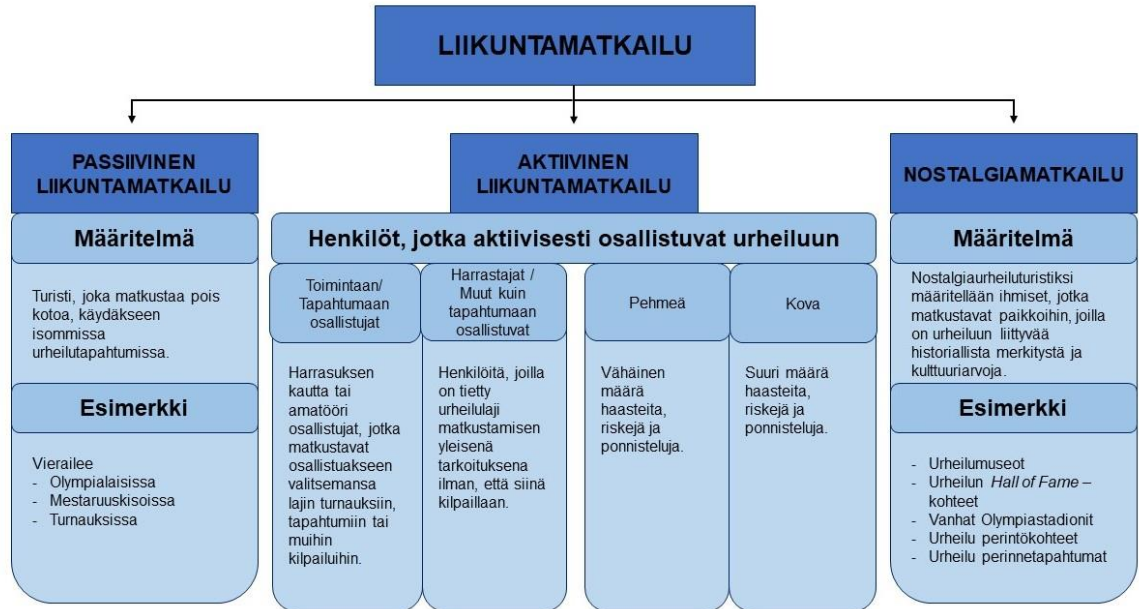 LIIKUNTAMATKAILU
PASSIIVINEN
LIIKUNTAMATKAILU
Määritelmä
Turisti, joka matkustaa pois
kotoa, käydäkseen
isommissa
urheilutapahtumissa.
Esimerkki
Vierailee
- Olympialaisissa
- Mestaruuskisoissa
- Turnauksissa
AKTIIVINEN
LIIKUNTAMATKAILU
Henkilöt, jotka aktiivisesti osallistuvat urheiluun
Toimintaan/
Tapahtumaan
osallistujat
Harrasuksen
kautta tai
amatööri
osallistujat, jotka
matkustavat
osallistuakseen
valitsemansa
lajin turnauksiin,
tapahtumiin tai
muihin
kilpailuihin.
Harrastajat /
Muut kuin
tapahtumaan
osallistuvat
Henkilöitä, joilla
on tietty
urheilulaji
matkustamisen
yleisenä
tarkoituksena
ilman, että siinä
kilpaillaan.
Pehmeä
Vähäinen
määrä
haasteita,
riskejä ja
ponnisteluja.
Kova
Suuri määrä
haasteita,
riskejä ja
ponnisteluja.
NOSTALGIAMATKAILU
Määritelmä
Nostalgiaurheiluturistiksi
määritellään ihmiset, jotka
matkustavat paikkoihin, joilla
on urheiluun liittyvää
historiallista merkitystä ja
kulttuuriarvoja.
Esimerkki
- Urheilumuseot
- Urheilun Hall of Fame –
kohteet
- Vanhat Olympiastadionit
- Urheilu perintökohteet
- Urheilu perinnetapahtumat